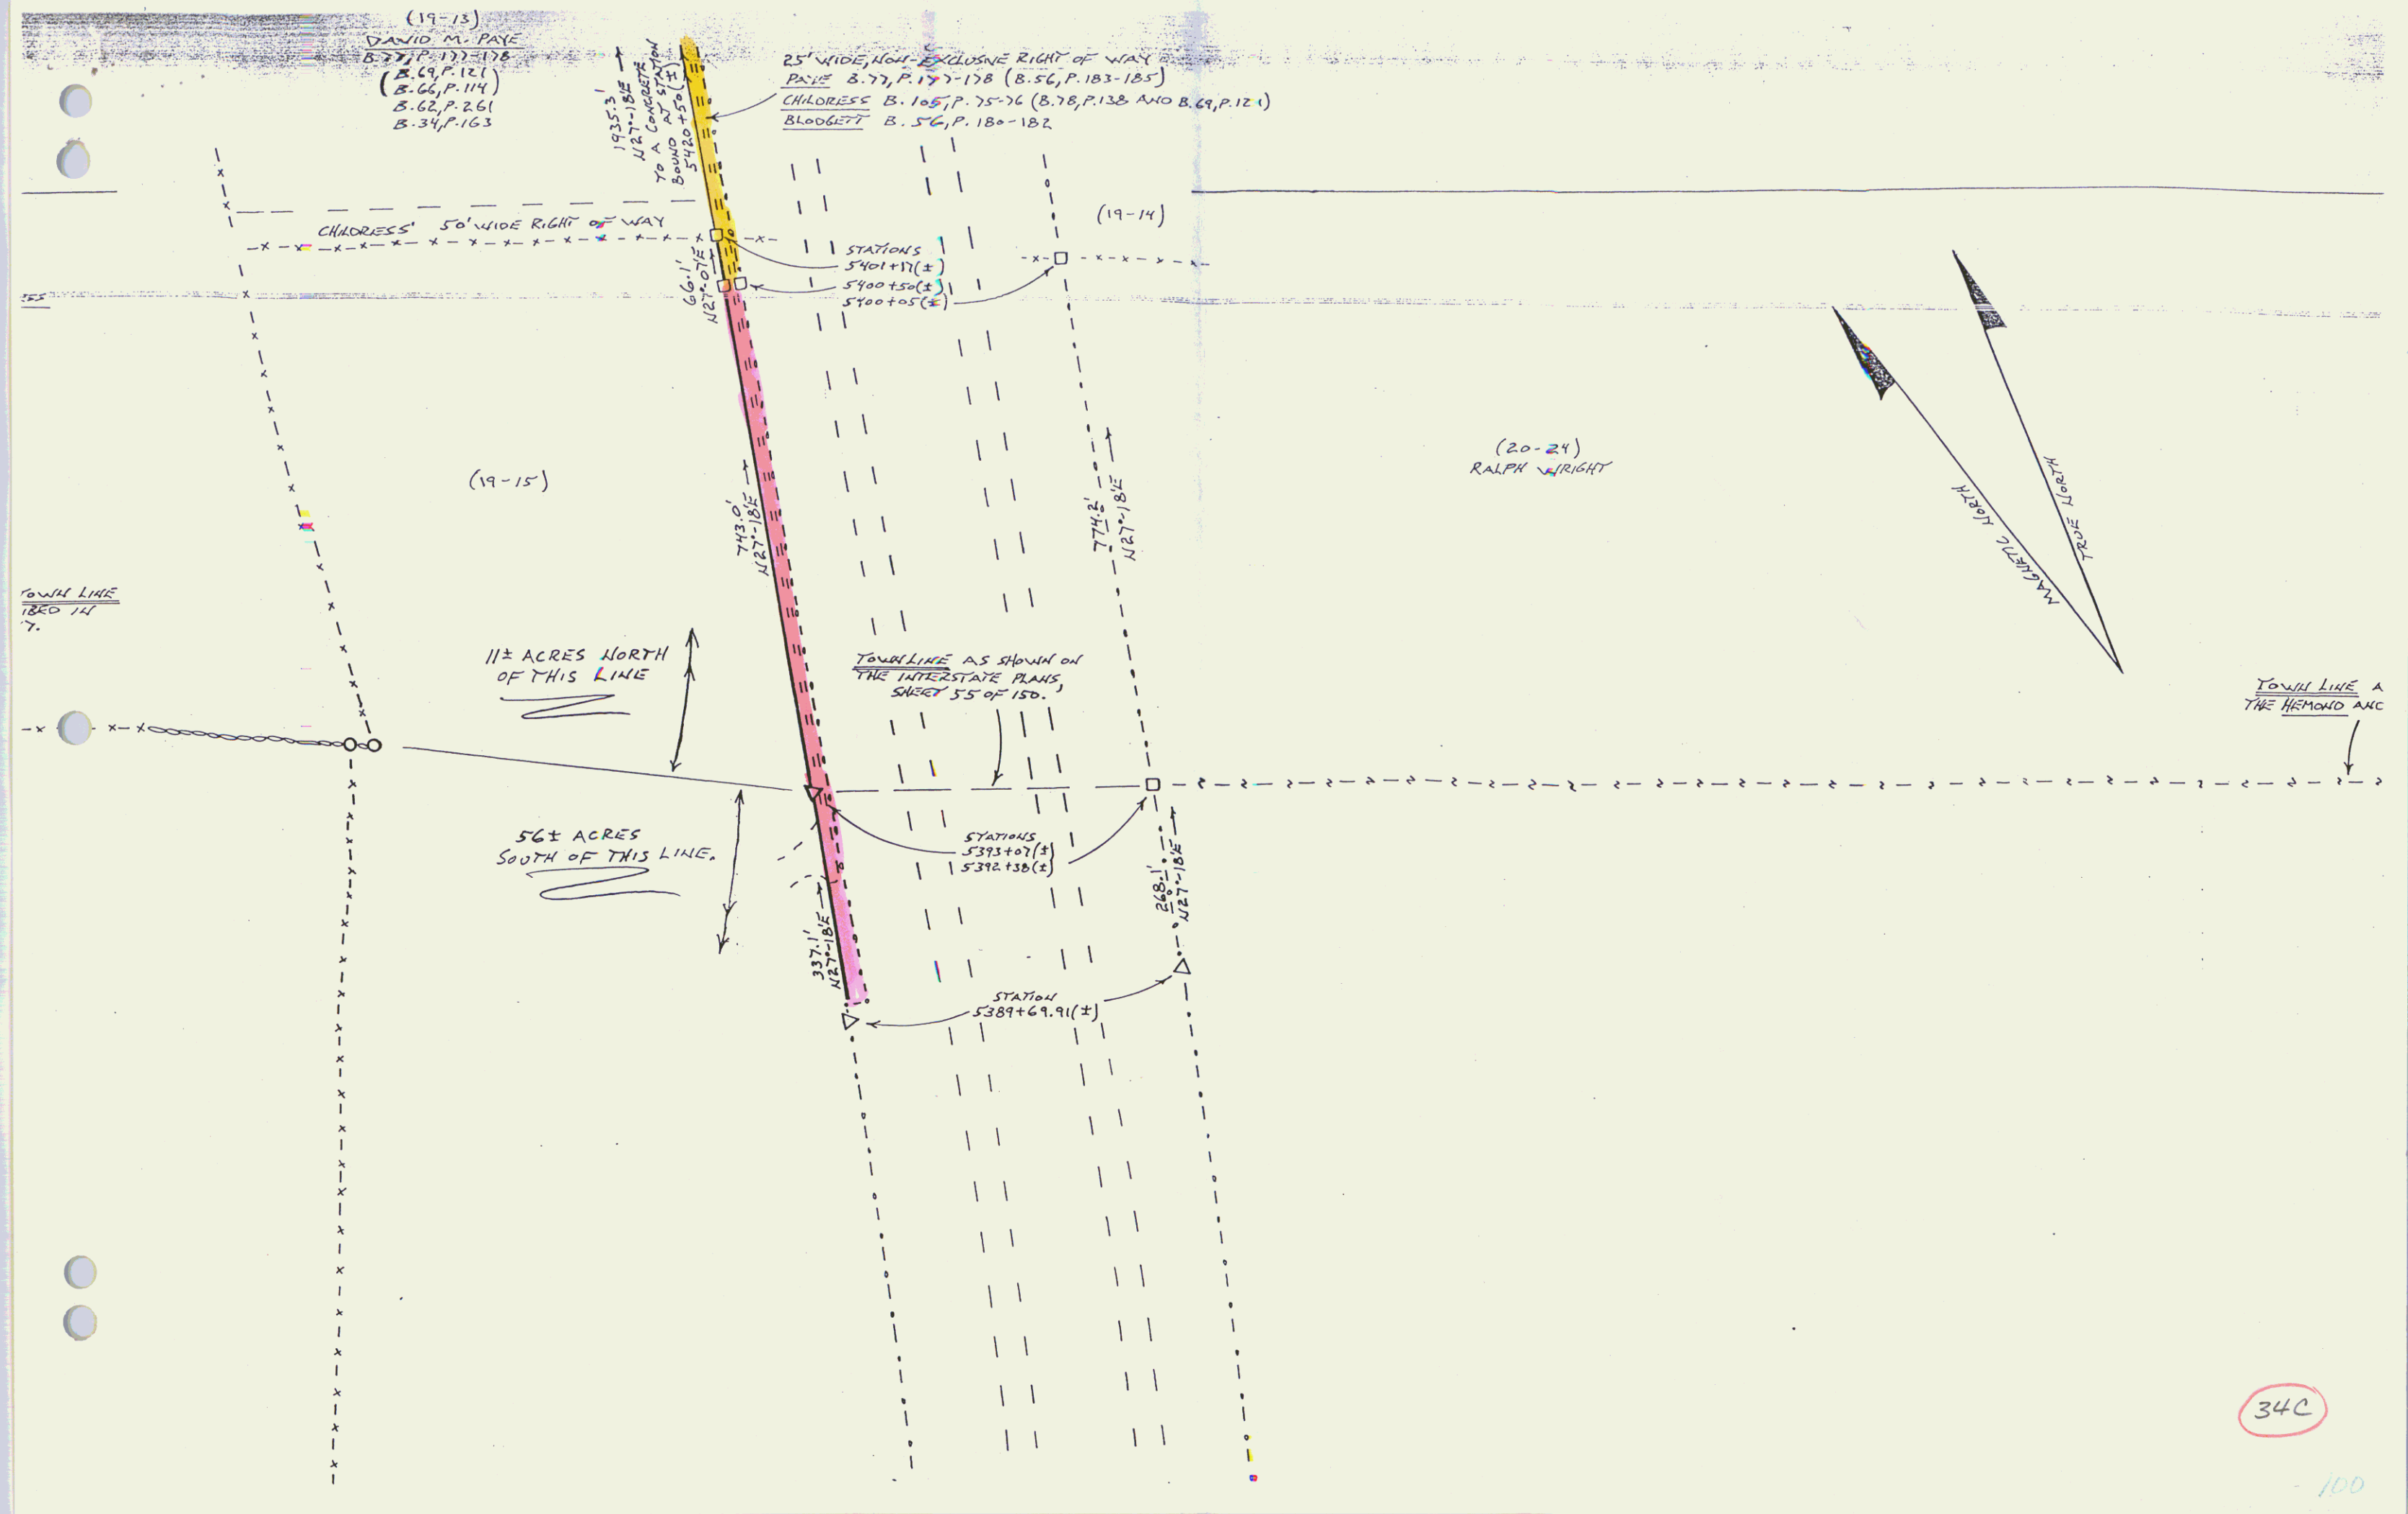 (19-13)
DAVID M. PAYE
B.77, P.177-178
(B.69, P.121
B.66, P.114)
B.62, P.261
B.34, P.163
1935.3'
N27°-18'E
TO A CONCRETE
BOUND AT STATION
5420+50(±)
25' WIDE, NON-EXCLUSIVE RIGHT OF WAY
PAYE B.77, P.177-178 (B.56, P.183-185)
CHILDRESS B.105, P.75-76 (B.78, P.138 AND B.69, P.121)
BLODGETT B.56, P.180-182
CHILDRESS' 50' WIDE RIGHT OF WAY
(19-14)
STATIONS
5401+17(±)
5400+50(±)
5400+05(±)
66.1'
N27°-07'E
(19-15)
743.0'
N27°-18'E
774.2'
N27°-18'E
(20-24)
RALPH WRIGHT
MAGNETIC NORTH
TRUE NORTH
TOWN LINE
IBED IN
7.
11± ACRES NORTH
OF THIS LINE
TOWN LINE AS SHOWN ON
THE INTERSTATE PLANS,
SHEET 55 OF 150.
TOWN LINE A
THE HEMOND AND
56± ACRES
SOUTH OF THIS LINE.
STATIONS
5393+07(±)
5392+38(±)
268.1'
N27°-18'E
337.1'
N27°-18'E
STATION
5389+69.91(±)
34C
100